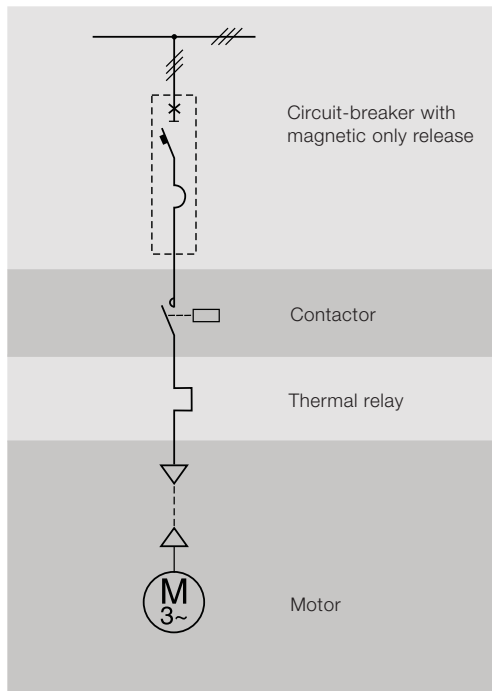 Circuit-breaker with
magnetic only release
Contactor
Thermal relay
M
3~
Motor